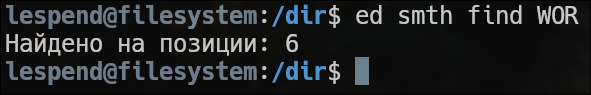 lespend@filesystem:/dir$ ed smth find WOR
Найдено на позиции: 6
lespend@filesystem:/dir$